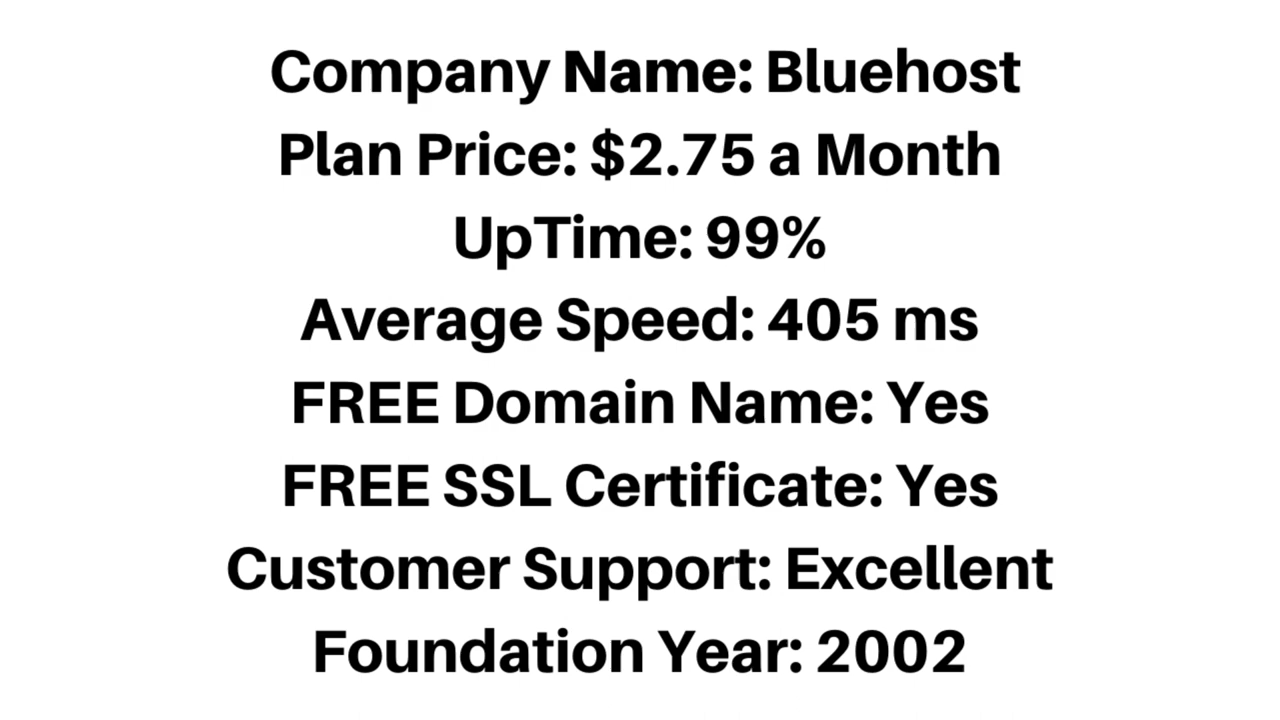 Company Name: Bluehost
Plan Price: $2.75 a Month
UpTime: 99%
Average Speed: 405 ms
FREE Domain Name: Yes
FREE SSL Certificate: Yes
Customer Support: Excellent
Foundation Year: 2002